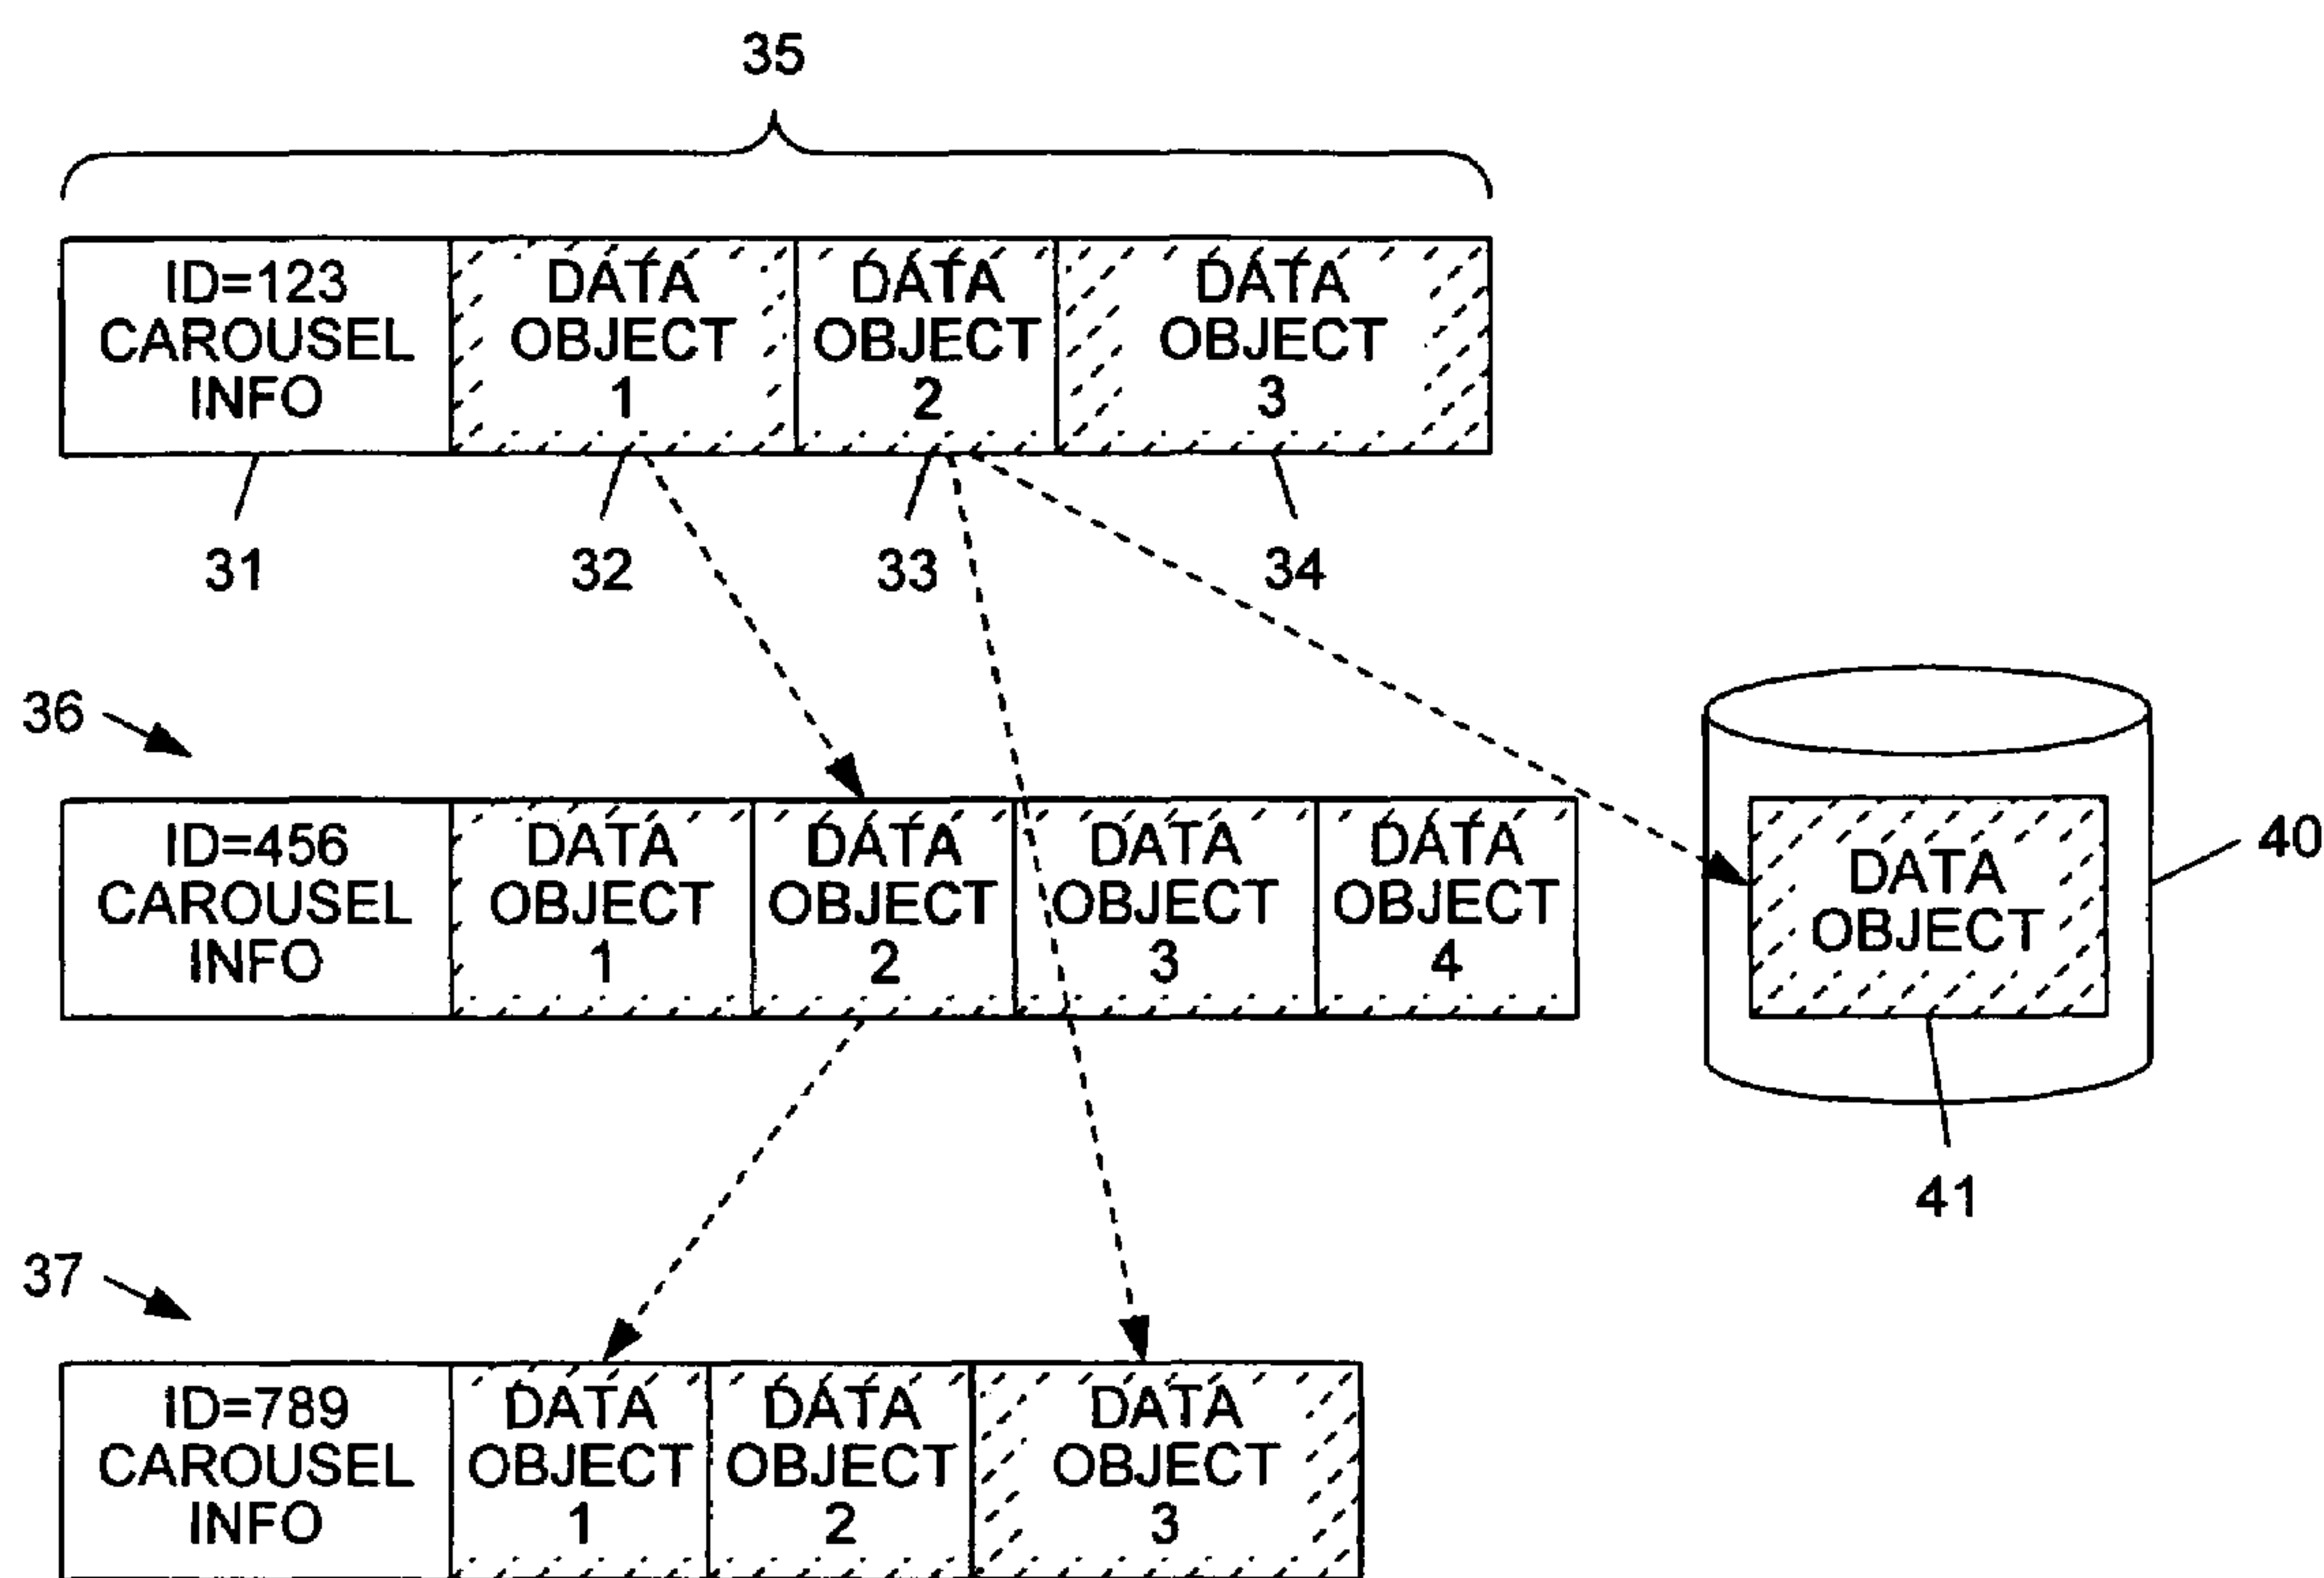 35
ID=123
CAROUSEL
INFO
DATA
OBJECT
1
DATA
OBJECT
2
DATA
OBJECT
3
31
32
33
34
36
ID=456
CAROUSEL
INFO
DATA
OBJECT
1
DATA
OBJECT
2
DATA
OBJECT
3
DATA
OBJECT
4
DATA
OBJECT
40
41
37
ID=789
CAROUSEL
INFO
DATA
OBJECT
1
DATA
OBJECT
2
DATA
OBJECT
3